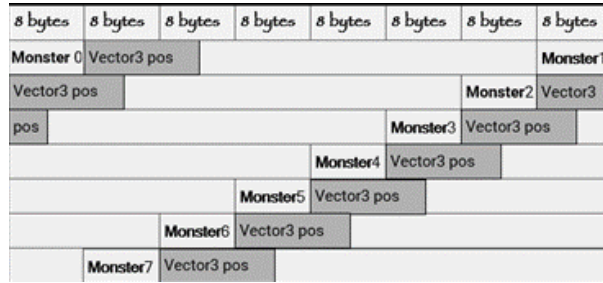 8 bytes 8 bytes 8 bytes 8 bytes 8 bytes 8 bytes 8 bytes 8 bytes
Monster 0 Vector3 pos Monster1
Vector3 pos Monster2 Vector3
pos Monster3 Vector3 pos
Monster4 Vector3 pos
Monster5 Vector3 pos
Monster6 Vector3 pos
Monster7 Vector3 pos